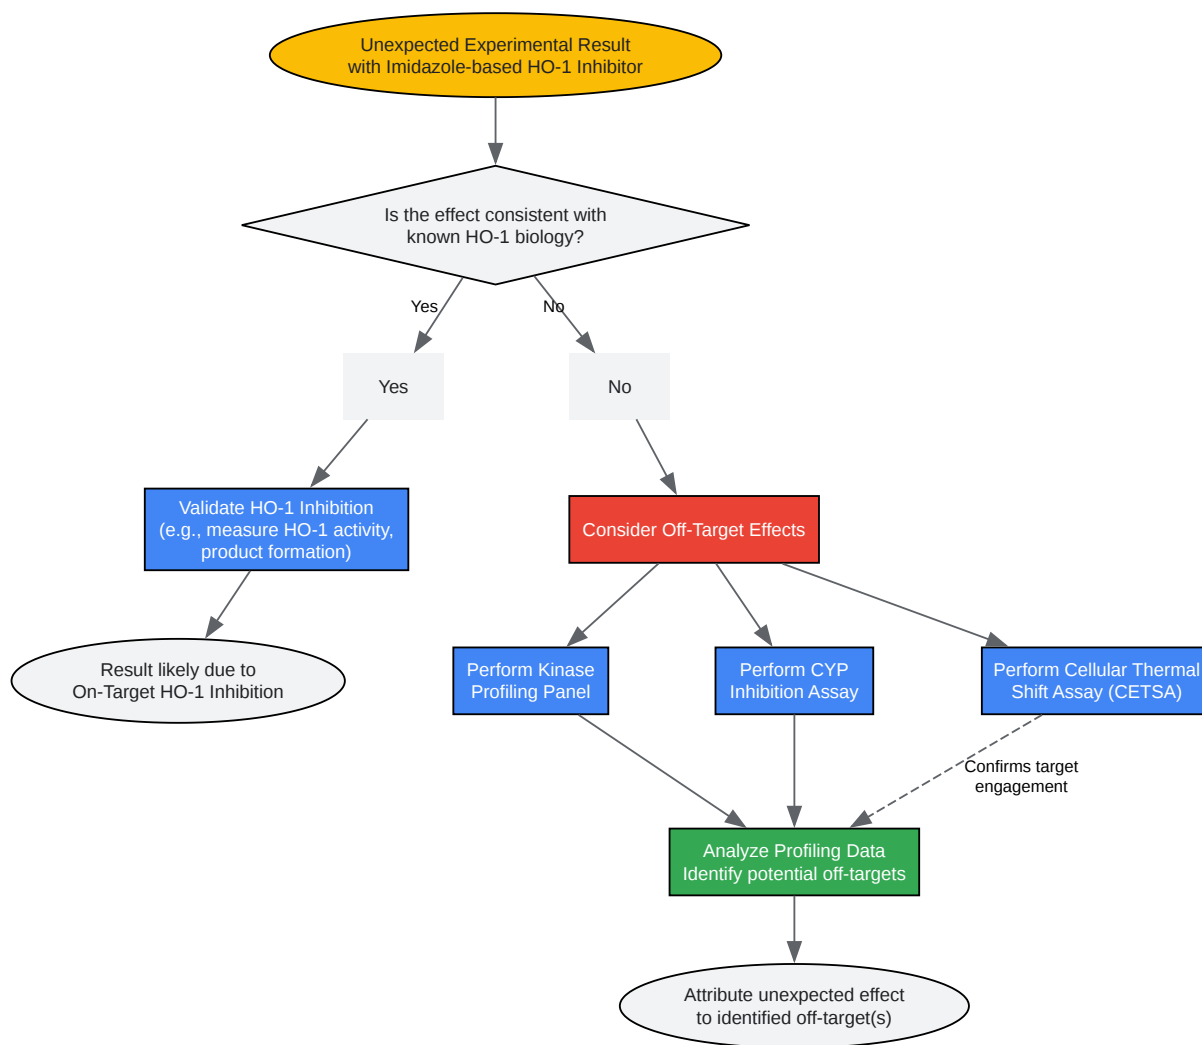 Unexpected Experimental Result
with Imidazole-based HO-1 Inhibitor
Is the effect consistent with
known HO-1 biology?
Yes
No
Yes
No
Validate HO-1 Inhibition
(e.g., measure HO-1 activity,
product formation)
Consider Off-Target Effects
Result likely due to
On-Target HO-1 Inhibition
Perform Kinase
Profiling Panel
Perform CYP
Inhibition Assay
Perform Cellular Thermal
Shift Assay (CETSA)
Confirms target
engagement
Analyze Profiling Data
Identify potential off-targets
Attribute unexpected effect
to identified off-target(s)